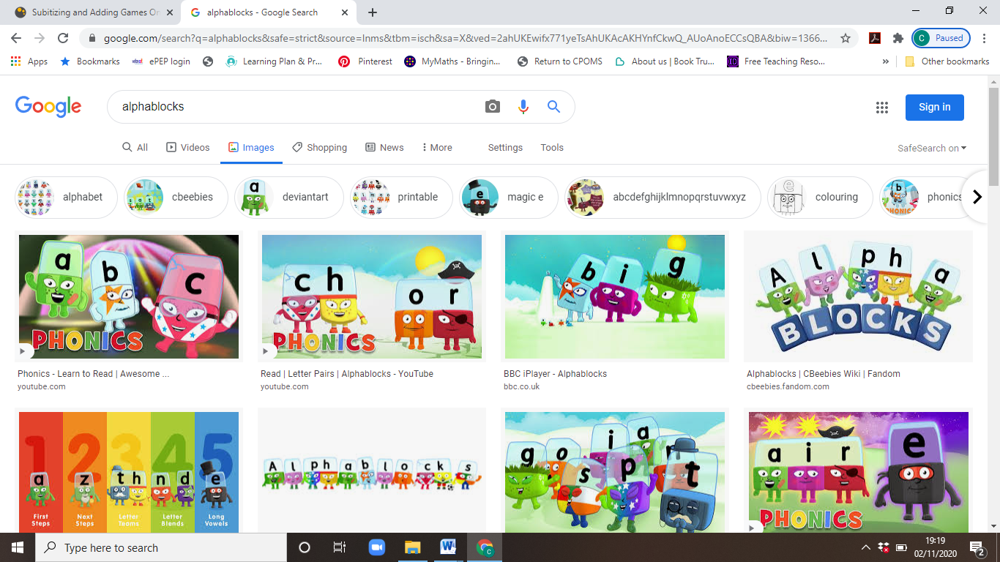 Subitizing and Adding Games On
alphablocks - Google Search
google.com/search?q=alphablocks&safe=strict&source=lnms&tbm=isch&sa=X&ved=2ahUKEwifx771yeTsAhUKAcAKHYnfCkwQ_AUoAnoECCsQBA&biw=1366...
C Paused
Apps Bookmarks ePEP login Learning Plan & Pr... Pinterest MyMaths - Bringin... Return to CPOMS About us | Book Tru... Free Teaching Reso... » Other bookmarks
Google
alphablocks
Sign in
All Videos Images Shopping News More Settings Tools
SafeSearch on
alphabet cbeebies deviantart printable magic e abcdefghijklmnopqrstuvwxyz colouring phonics
a b c
PHONICS
c h o r
PHONICS
b i g
A l p h a
BLOCKS
Phonics - Learn to Read | Awesome ...
youtube.com
Read | Letter Pairs | Alphablocks - YouTube
youtube.com
BBC iPlayer - Alphablocks
bbc.co.uk
Alphablocks | CBeebies Wiki | Fandom
cbeebies.fandom.com
1 2 3 4 5
a z th nd e
First Steps
Next Steps
Letter Teams
Letter Blends
Long Vowels
A l p h a b l o c k s
g o i a
s p t
a i r e
PHONICS
Type here to search
W
C
19:19
02/11/2020
2